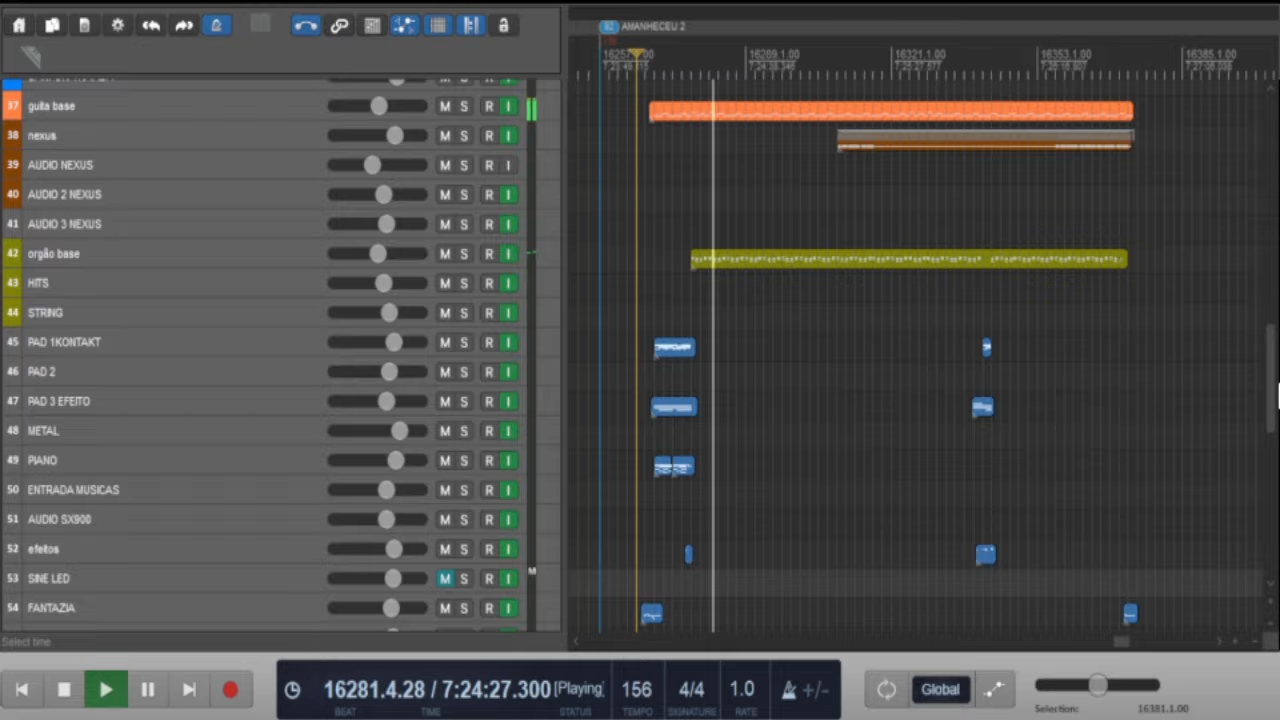 92 AMANHECEU 2
16257.1.00 16289.1.00 16321.1.00 16353.1.00 16385.1.00
37 guita base M S R I
38 nexus M S R I
39 AUDIO NEXUS M S R I
40 AUDIO 2 NEXUS M S R I
41 AUDIO 3 NEXUS M S R I
42 orgão base M S R I
43 HITS M S R I
44 STRING M S R I
45 PAD 1KONTAKT M S R I
46 PAD 2 M S R I
47 PAD 3 EFEITO M S R I
48 METAL M S R I
49 PIANO M S R I
50 ENTRADA MUSICAS M S R I
51 AUDIO SX900 M S R I
52 efeitos M S R I
53 SINE LED M S R I M
54 FANTAZIA M S R I
Select time
16281.4.28 / 7:24:27.300 [Playing] 156 4/4 1.0 +/-
BEAT TIME STATUS TEMPO SIGNATURE RATE
Global
Selection: 16381.1.00